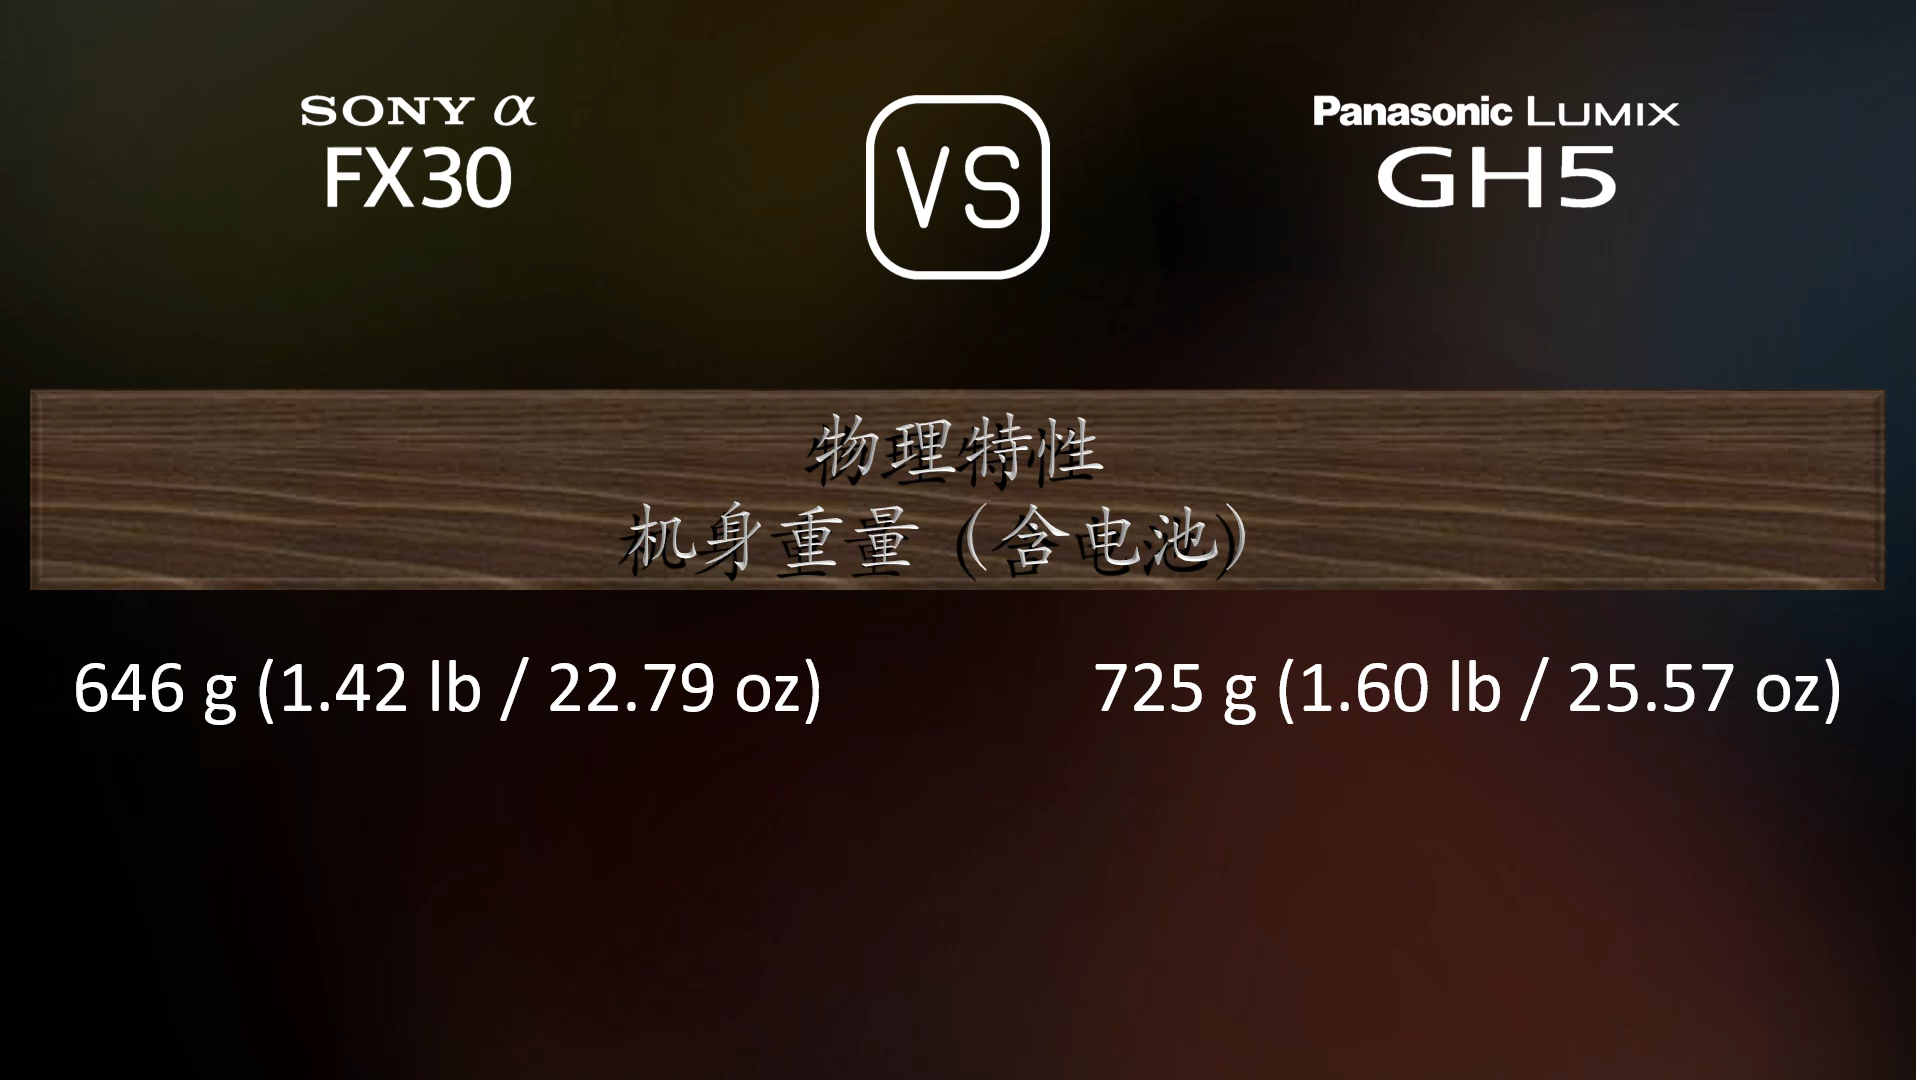 SONY α
FX30
VS
Panasonic LUMIX
GH5
物理特性
机身重量（含电池）
646 g (1.42 lb / 22.79 oz)
725 g (1.60 lb / 25.57 oz)